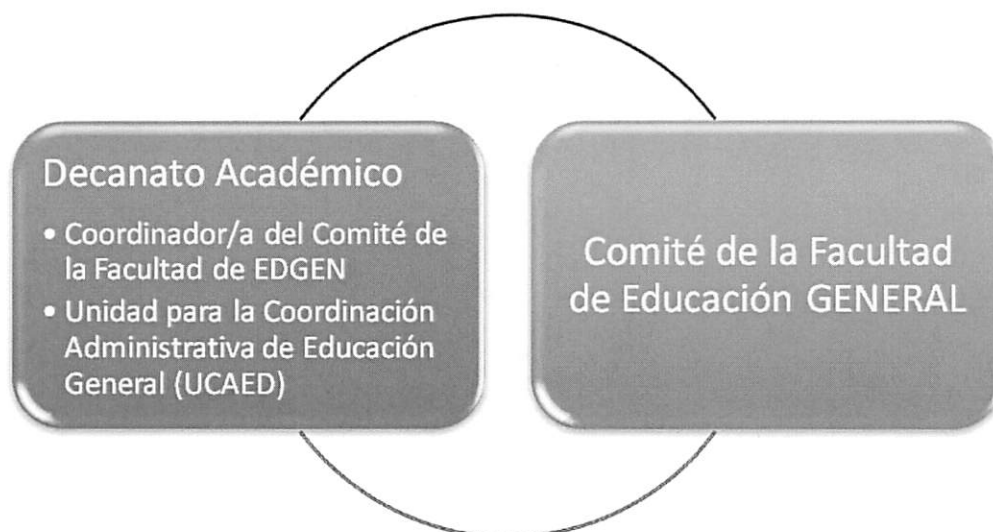 Decanato Académico
• Coordinador/a del Comité de
la Facultad de EDGEN
• Unidad para la Coordinación
Administrativa de Educación
General (UCAED)
Comité de la Facultad
de Educación GENERAL